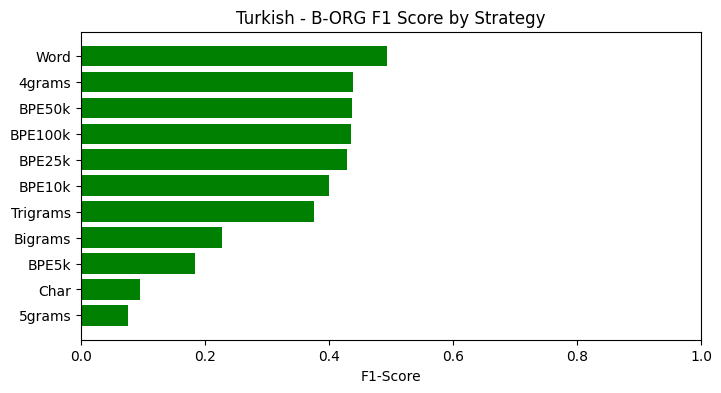 Turkish - B-ORG F1 Score by Strategy
Word
4grams
BPE50k
BPE100k
BPE25k
BPE10k
Trigrams
Bigrams
BPE5k
Char
5grams
0.0 0.2 0.4 0.6 0.8 1.0
F1-Score